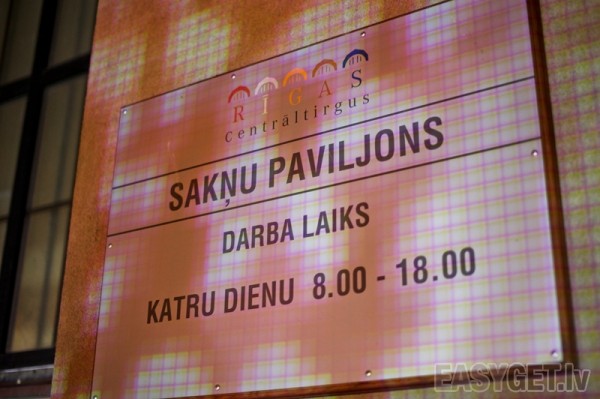 RĪGAS
Centrāltirgus
SAKŅU PAVILJONS
DARBA LAIKS
KATRU DIENU 8.00 - 18.00
EASYGET.lv